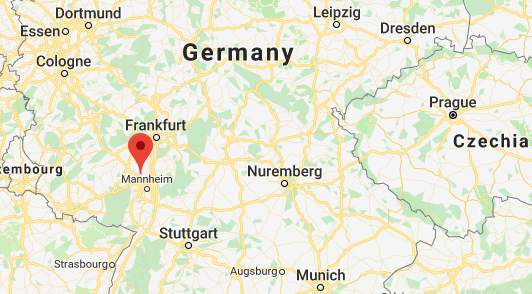 Dortmund
Leipzig
Essen
Dresden
Germany
Cologne
Prague
Frankfurt
Czechia
embourg
Mannheim
Nuremberg
Stuttgart
Strasbourg
Augsburg
Munich